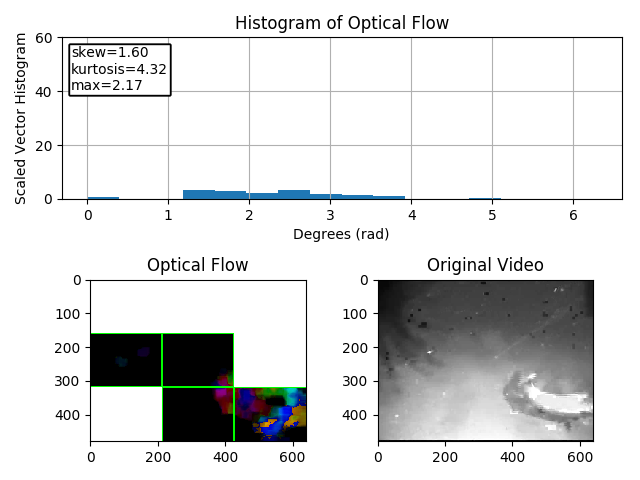 Histogram of Optical Flow
Scaled Vector Histogram
60
40
20
0
skew=1.60
kurtosis=4.32
max=2.17
0 1 2 3 4 5 6
Degrees (rad)
Optical Flow
0
100
200
300
400
0 200 400 600
Original Video
0
100
200
300
400
0 200 400 600